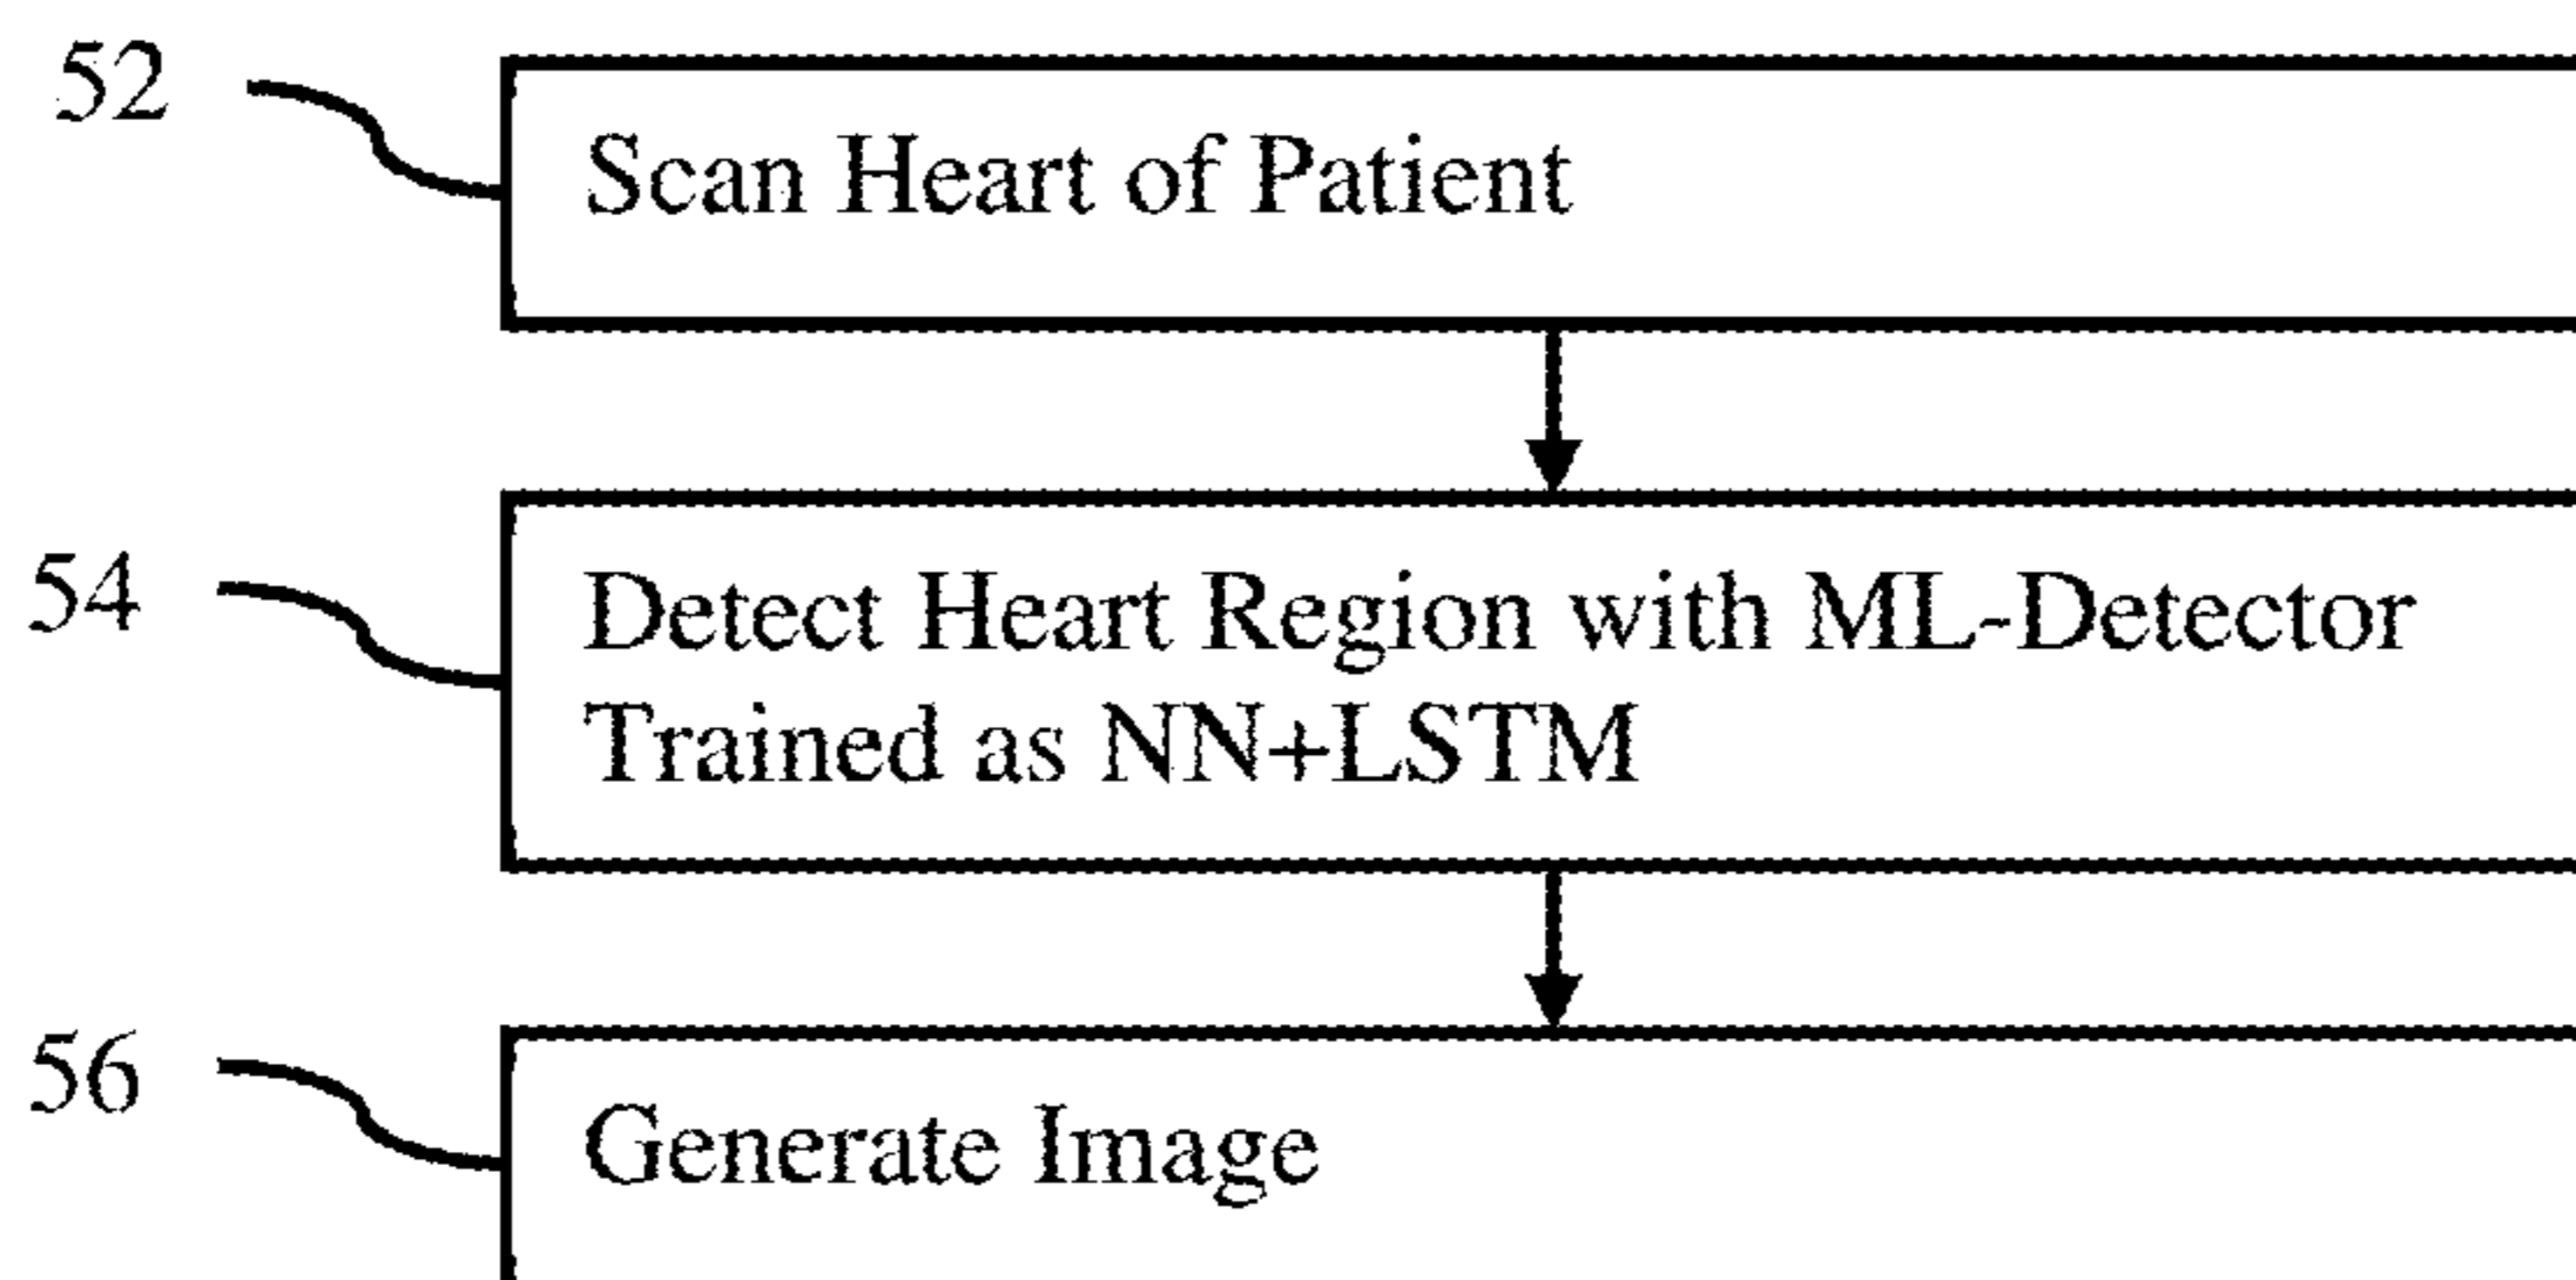 52
Scan Heart of Patient
54
Detect Heart Region with ML-Detector
Trained as NN+LSTM
56
Generate Image